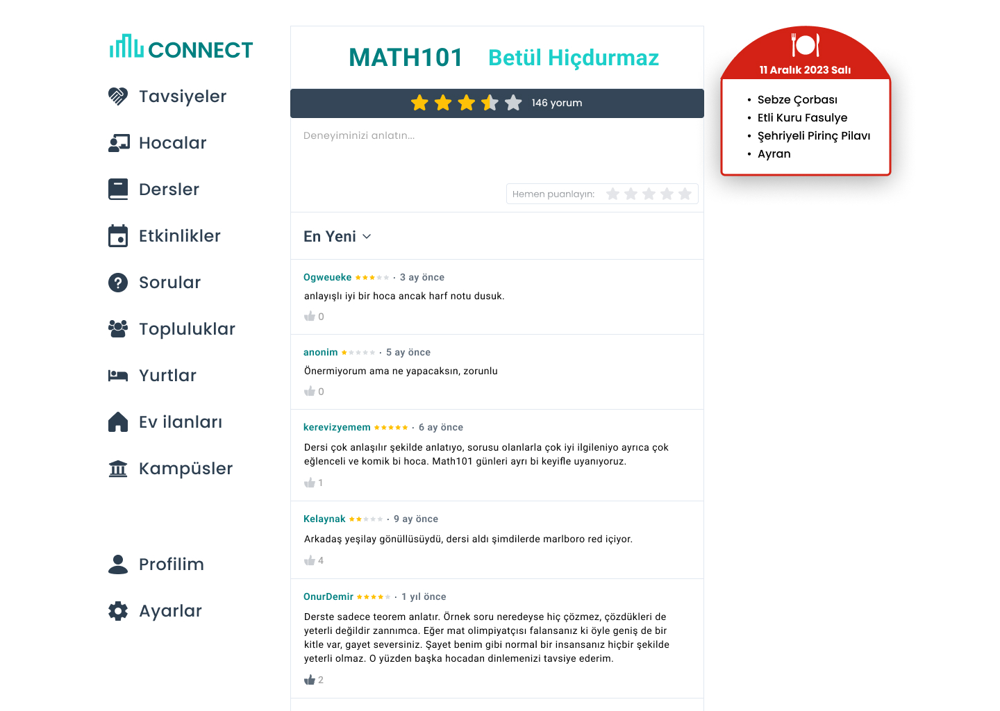 CONNECT
Tavsiyeler
Hocalar
Dersler
Etkinlikler
Sorular
Topluluklar
Yurtlar
Ev ilanları
Kampüsler
Profilim
Ayarlar
MATH101 Betül Hiçdurmaz
146 yorum
Deneyiminizi anlatın...
Hemen puanlayın:
En Yeni
Ogweueke · 3 ay önce
anlayışlı iyi bir hoca ancak harf notu dusuk.
0
anonim · 5 ay önce
Önermiyorum ama ne yapacaksın, zorunlu
0
kerevizyemem · 6 ay önce
Dersi çok anlaşılır şekilde anlatıyo, sorusu olanlarla çok iyi ilgileniyo ayrıca çok
eğlenceli ve komik bi hoca. Math101 günleri ayrı bi keyifle uyanıyoruz.
1
Kelaynak · 9 ay önce
Arkadaş yeşilay gönüllüsüydü, dersi aldı şimdilerde marlboro red içiyor.
4
OnurDemir · 1 yıl önce
Derste sadece teorem anlatır. Örnek soru neredeyse hiç çözmez, çözdükleri de
yeterli değildir zannımca. Eğer mat olimpiyatçısı falansanız ki öyle geniş de bir
kitle var, gayet seversiniz. Şayet benim gibi normal bir insansanız hiçbir şekilde
yeterli olmaz. O yüzden başka hocadan dinlemenizi tavsiye ederim.
2
11 Aralık 2023 Salı
• Sebze Çorbası
• Etli Kuru Fasulye
• Şehriyeli Pirinç Pilavı
• Ayran